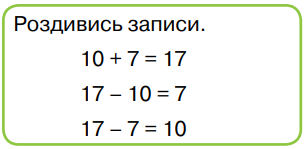 Роздивись записи.
10 + 7 = 17
17 − 10 = 7
17 − 7 = 10